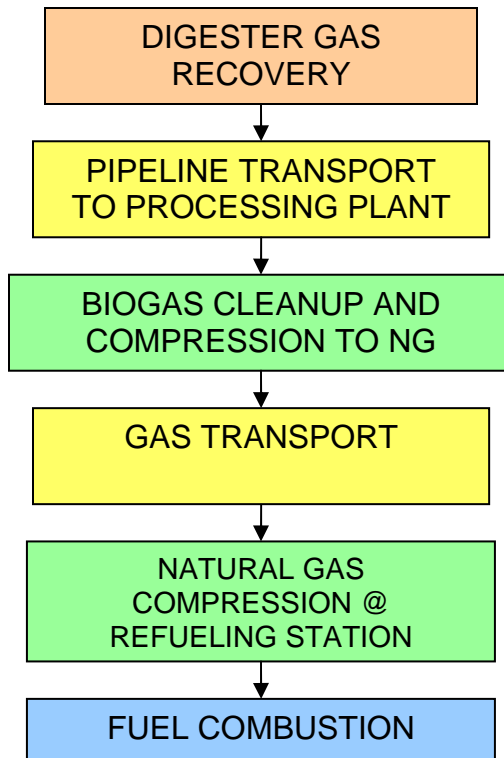 DIGESTER GAS
RECOVERY
PIPELINE TRANSPORT
TO PROCESSING PLANT
BIOGAS CLEANUP AND
COMPRESSION TO NG
GAS TRANSPORT
NATURAL GAS
COMPRESSION @
REFUELING STATION
FUEL COMBUSTION